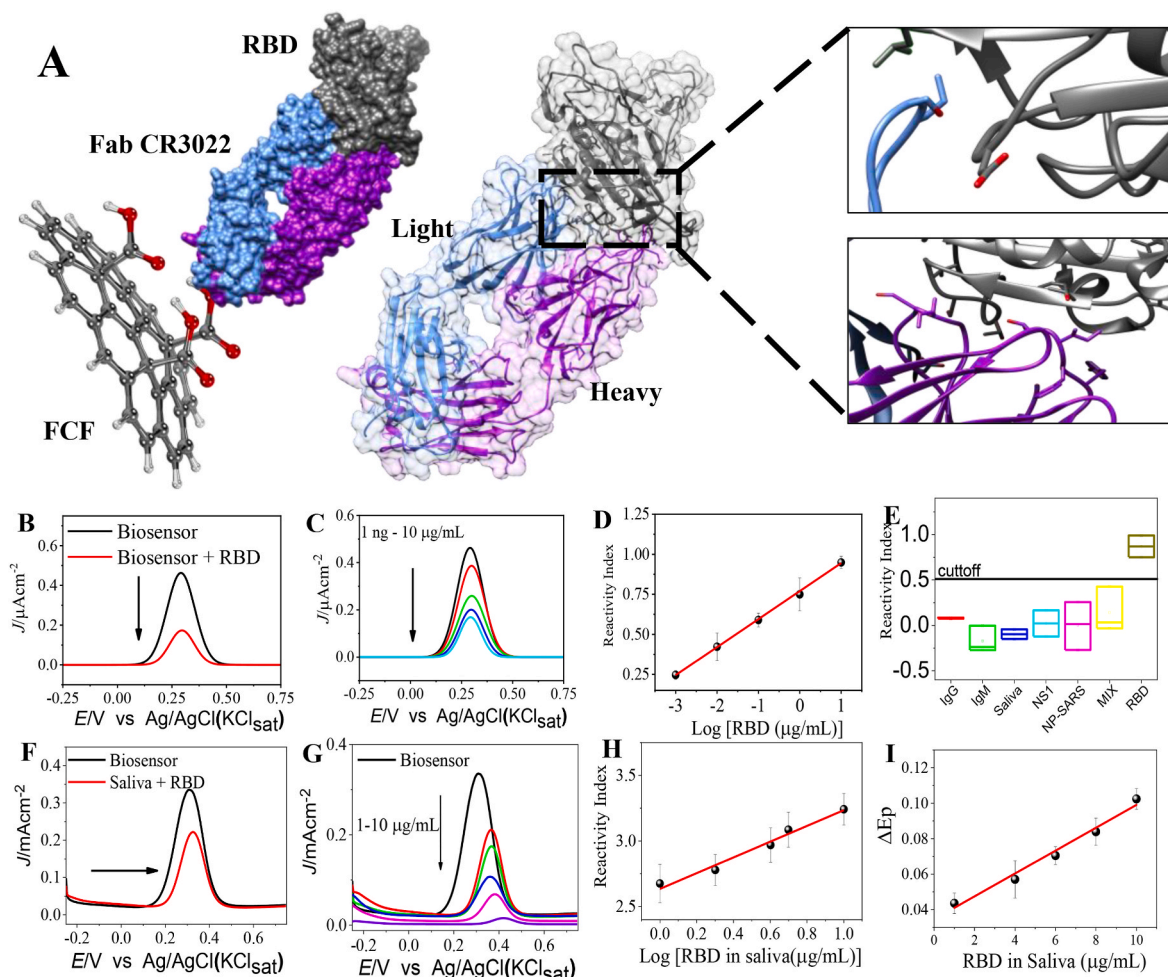 A
RBD
Fab CR3022
Light
Heavy
FCF
B
Biosensor
Biosensor + RBD
J/µAcm-2
0.6
0.4
0.2
0.0
-0.25 0.00 0.25 0.50 0.75
E/V vs Ag/AgCl(KClsat)
C
1 ng - 10 µg/mL
J/µAcm-2
0.6
0.4
0.2
0.0
-0.25 0.00 0.25 0.50 0.75
E/V vs Ag/AgCl(KClsat)
D
Reactivity Index
1.25
1.00
0.75
0.50
0.25
-3 -2 -1 0 1
Log [RBD (µg/mL)]
E
Reactivity Index
1.0
0.5
0.0
-0.5
cuttoff
IgG IgM Saliva NS1 NP-SARS MIX RBD
F
Biosensor
Saliva + RBD
J/mAcm-2
0.5
0.4
0.3
0.2
0.1
0.0
0.0 0.2 0.4 0.6
E/V vs Ag/AgCl(KClsat)
G
Biosensor
1-10 µg/mL
J/mAcm-2
0.4
0.2
0.0
-0.2 0.0 0.2 0.4 0.6
E/V vs Ag/AgCl(KClsat)
H
Reactivity Index
3.5
3.0
2.5
0.0 0.2 0.4 0.6 0.8 1.0
Log [RBD in saliva(µg/mL)]
I
ΔEp
0.12
0.10
0.08
0.06
0.04
2 4 6 8 10
RBD in Saliva (µg/mL)